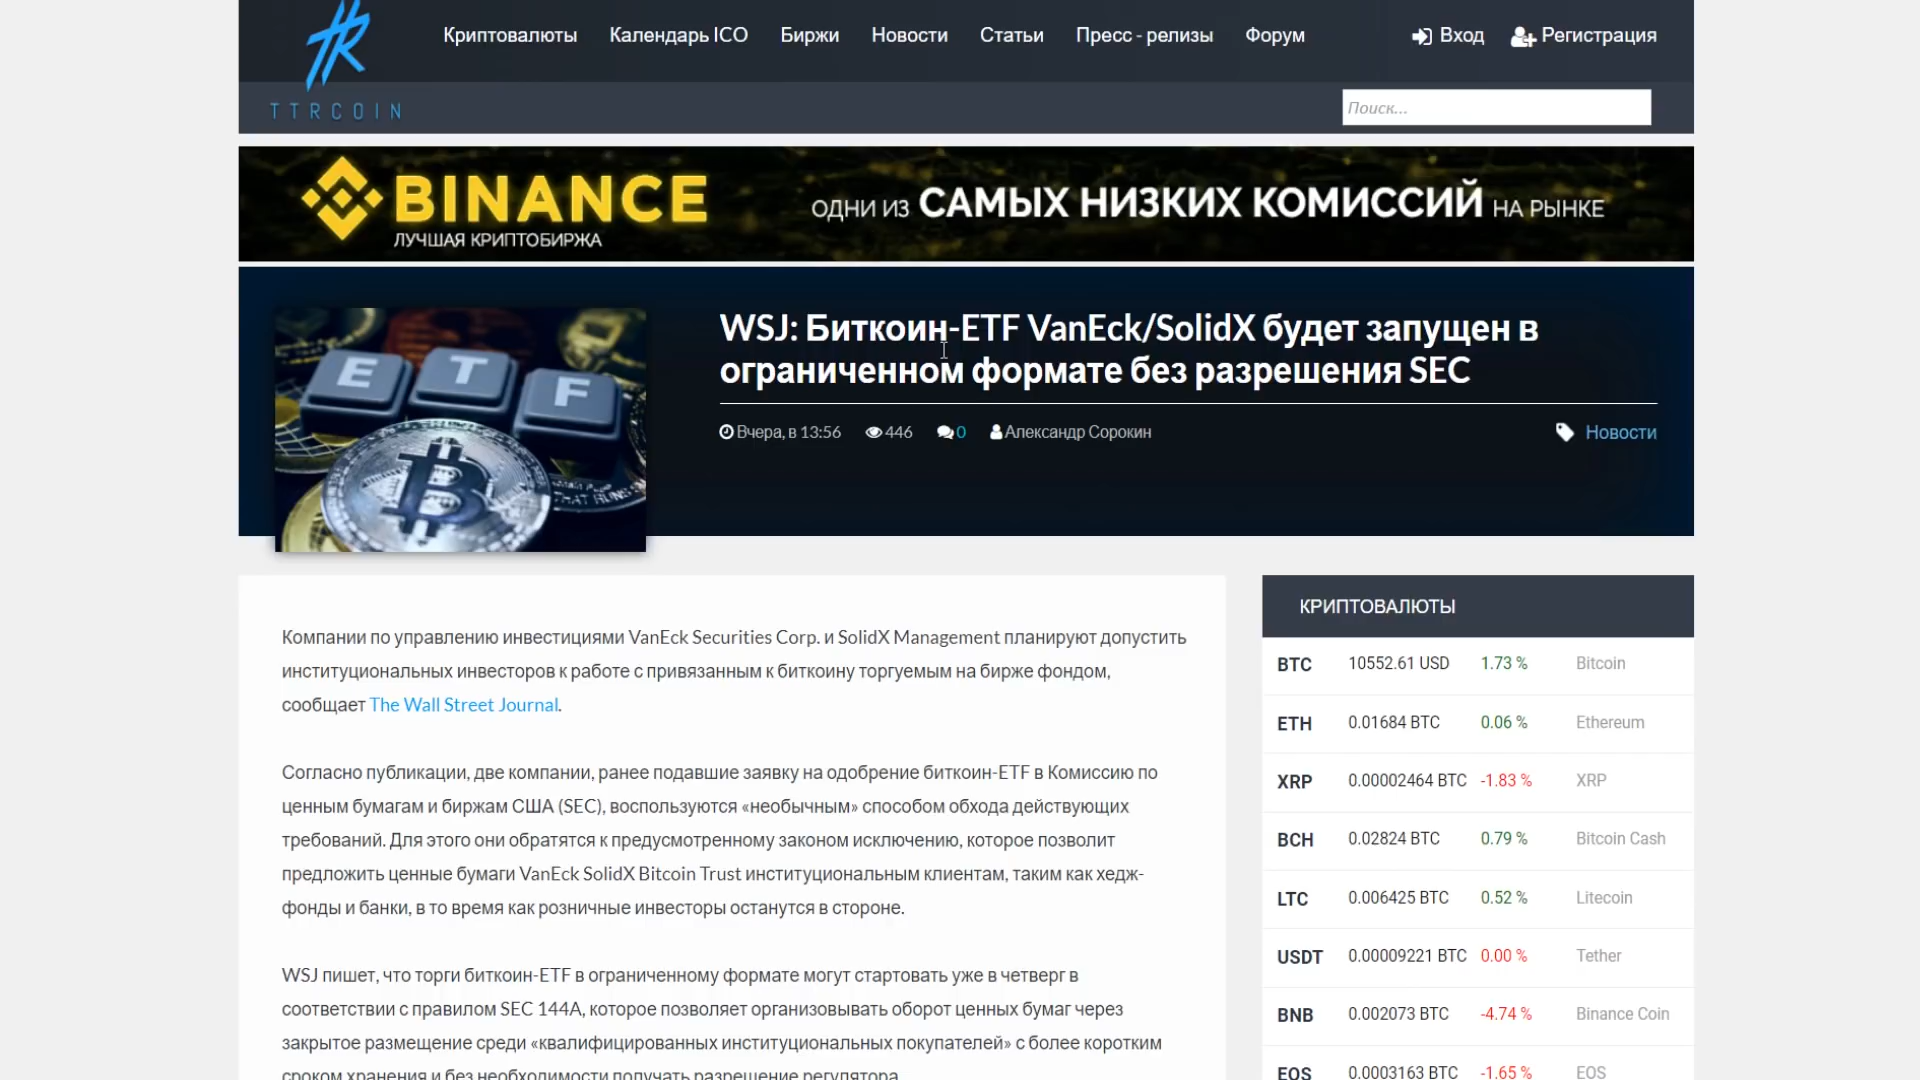 Криптовалюты Календарь ICO Биржи Новости Статьи Пресс - релизы Форум Вход Регистрация
TTRCOIN
Поиск...
BINANCE
ЛУЧШАЯ КРИПТОБИРЖА
ОДНИ ИЗ САМЫХ НИЗКИХ КОМИССИЙ НА РЫНКЕ
E T F
WSJ: Биткоин-ETF VanEck/SolidX будет запущен в
ограниченном формате без разрешения SEC
Вчера, в 13:56 446 0 Александр Сорокин Новости
Компании по управлению инвестициями VanEck Securities Corp. и SolidX Management планируют допустить
институциональных инвесторов к работе с привязанным к биткоину торгуемым на бирже фондом,
сообщает The Wall Street Journal.
Согласно публикации, две компании, ранее подавшие заявку на одобрение биткоин-ETF в Комиссию по
ценным бумагам и биржам США (SEC), воспользуются «необычным» способом обхода действующих
требований. Для этого они обратятся к предусмотренному законом исключению, которое позволит
предложить ценные бумаги VanEck SolidX Bitcoin Trust институциональным клиентам, таким как хедж-
фонды и банки, в то время как розничные инвесторы останутся в стороне.
WSJ пишет, что торги биткоин-ETF в ограниченному формате могут стартовать уже в четверг в
соответствии с правилом SEC 144A, которое позволяет организовывать оборот ценных бумаг через
закрытое размещение среди «квалифицированных институциональных покупателей» с более коротким
сроком хранения и без необходимости получать разрешение регулятора.
КРИПТОВАЛЮТЫ
BTC 10552.61 USD 1.73 % Bitcoin
ETH 0.01684 BTC 0.06 % Ethereum
XRP 0.00002464 BTC -1.83 % XRP
BCH 0.02824 BTC 0.79 % Bitcoin Cash
LTC 0.006425 BTC 0.52 % Litecoin
USDT 0.00009221 BTC 0.00 % Tether
BNB 0.002073 BTC -4.74 % Binance Coin
EOS 0.0003163 BTC -1.65 % EOS